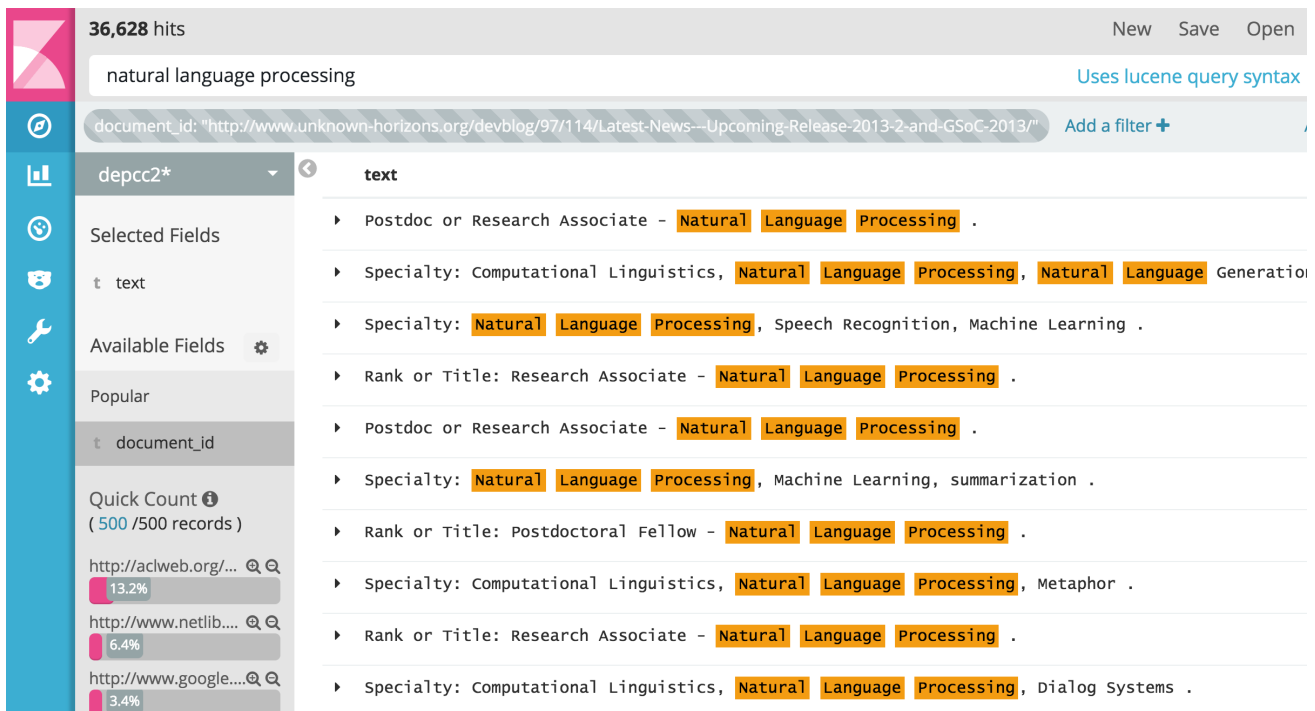 36,628 hits
New Save Open
natural language processing
Uses lucene query syntax
document_id: "http://www.unknown-horizons.org/devblog/97/114/Latest-News---Upcoming-Release-2013-2-and-GSoC-2013/"
Add a filter +
depcc2*
Selected Fields
t text
Available Fields
Popular
t document_id
Quick Count
( 500 /500 records )
http://aclweb.org/...
13.2%
http://www.netlib....
6.4%
http://www.google....
3.4%
text
Postdoc or Research Associate - Natural Language Processing .
Specialty: Computational Linguistics, Natural Language Processing, Natural Language Generation
Specialty: Natural Language Processing, Speech Recognition, Machine Learning .
Rank or Title: Research Associate - Natural Language Processing .
Postdoc or Research Associate - Natural Language Processing .
Specialty: Natural Language Processing, Machine Learning, summarization .
Rank or Title: Postdoctoral Fellow - Natural Language Processing .
Specialty: Computational Linguistics, Natural Language Processing, Metaphor .
Rank or Title: Research Associate - Natural Language Processing .
Specialty: Computational Linguistics, Natural Language Processing, Dialog Systems .